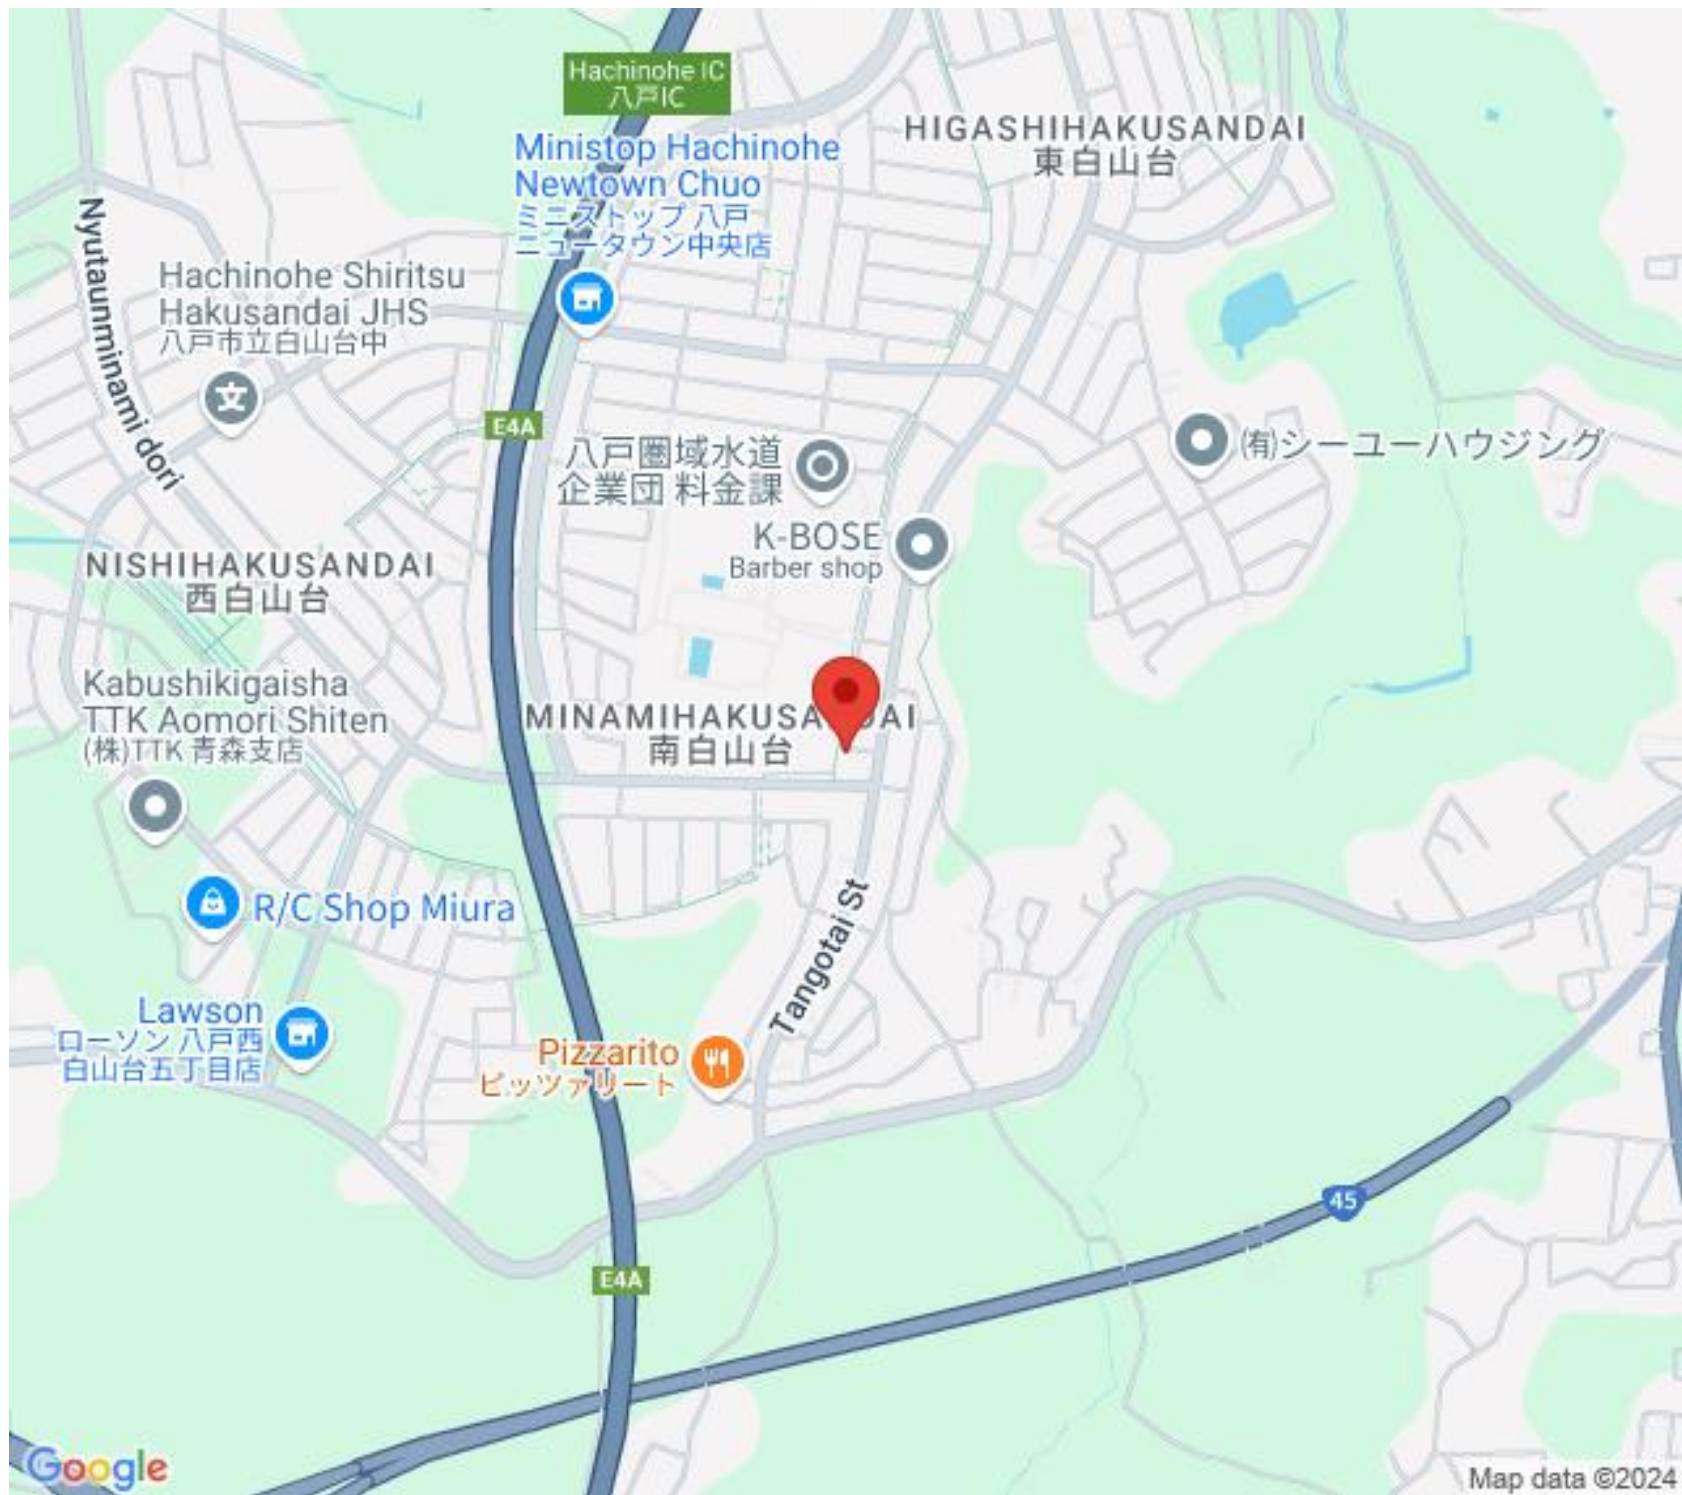 Hachinohe IC
八戸IC
HIGASHIHAKUSANDAI
東白山台
Ministop Hachinohe
Newtown Chuo
ミニストップ 八戸
ニュータウン中央店
Nyutaunminami dori
Hachinohe Shiritsu
Hakusandai JHS
八戸市立白山台中
文
E4A
八戸圏域水道
企業団 料金課
(有)シーユーハウジング
K-BOSE
Barber shop
NISHIHAKUSANDAI
西白山台
Kabushikigaisha
TTK Aomori Shiten
(株)TTK 青森支店
MINAMIHAKUSA DAI
南白山台
R/C Shop Miura
Tangotai St
Lawson
ローソン 八戸西
白山台五丁目店
Pizzarito
ピッツァリート
45
E4A
Google
Map data ©2024